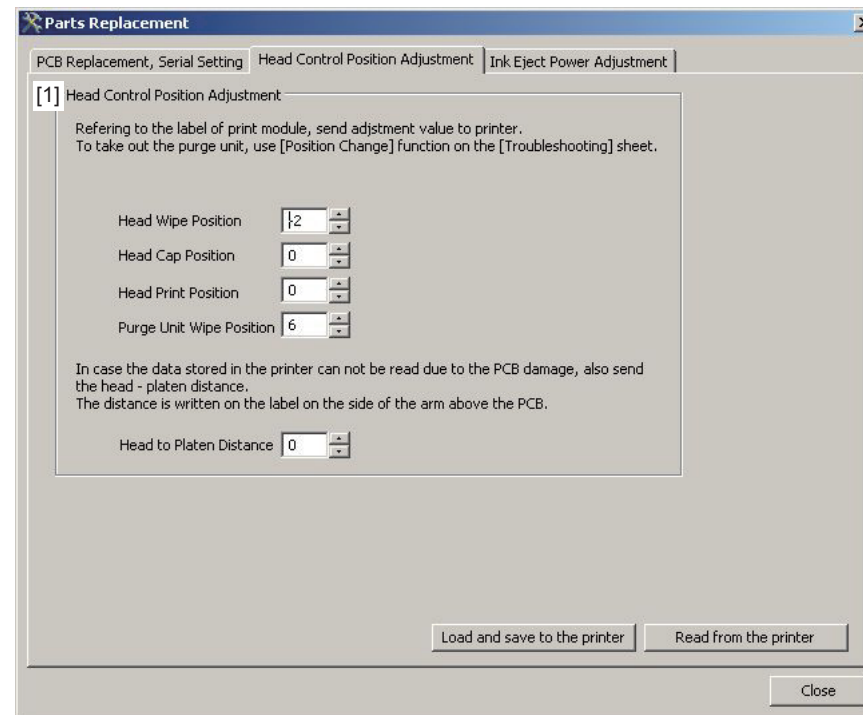 Parts Replacement
PCB Replacement, Serial Setting
Head Control Position Adjustment
Ink Eject Power Adjustment
[1]
Head Control Position Adjustment
Refering to the label of print module, send adjstment value to printer.
To take out the purge unit, use [Position Change] function on the [Troubleshooting] sheet.
Head Wipe Position -2
Head Cap Position 0
Head Print Position 0
Purge Unit Wipe Position 6
In case the data stored in the printer can not be read due to the PCB damage, also send
the head - platen distance.
The distance is written on the label on the side of the arm above the PCB.
Head to Platen Distance 0
Load and save to the printer
Read from the printer
Close